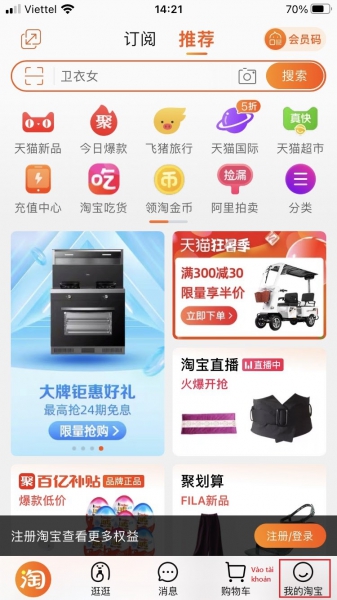 Viettel 14:21 70%
订阅 推荐 会员码
卫衣女 搜索
聚 5折 真快
天猫新品 今日爆款 飞猪旅行 天猫国际 天猫超市
吃 捡漏
充值中心 淘宝吃货 领淘金币 阿里拍卖 分类
天猫狂暑季
满300减30
限量享半价
立即下单
大牌钜惠好礼
最高抢24期免息
限量抢购
淘宝直播 直播中
火爆开抢
聚 百亿补贴 品牌正品
爆款低价
聚划算
FILA新品
注册淘宝查看更多权益 注册/登录
淘 Vào tài
khoản
逛逛 消息 购物车 我的淘宝